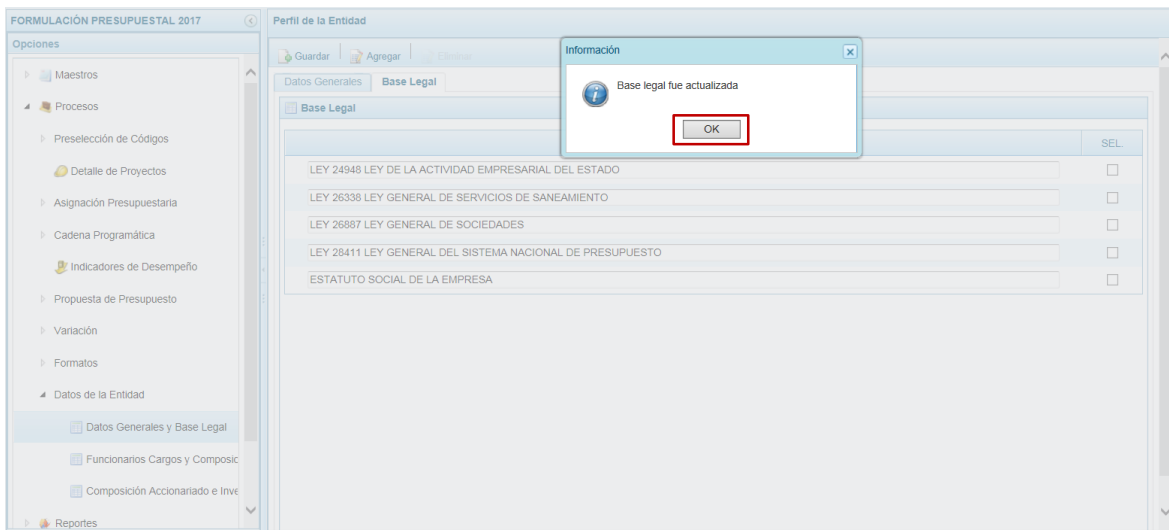 FORMULACIÓN PRESUPUESTAL 2017
Opciones
Maestros
Procesos
Preselección de Códigos
Detalle de Proyectos
Asignación Presupuestaria
Cadena Programática
Indicadores de Desempeño
Propuesta de Presupuesto
Variación
Formatos
Datos de la Entidad
Datos Generales y Base Legal
Funcionarios Cargos y Composic
Composición Accionariado e Inve
Reportes
Perfil de la Entidad
Guardar Agregar Eliminar
Datos Generales Base Legal
Base Legal
SEL.
LEY 24948 LEY DE LA ACTIVIDAD EMPRESARIAL DEL ESTADO
LEY 26338 LEY GENERAL DE SERVICIOS DE SANEAMIENTO
LEY 26887 LEY GENERAL DE SOCIEDADES
LEY 28411 LEY GENERAL DEL SISTEMA NACIONAL DE PRESUPUESTO
ESTATUTO SOCIAL DE LA EMPRESA
Información
Base legal fue actualizada
OK